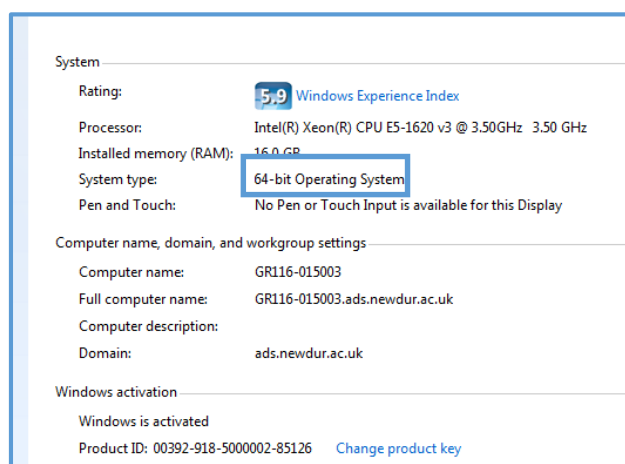 System
Rating: 5.9 Windows Experience Index
Processor: Intel(R) Xeon(R) CPU E5-1620 v3 @ 3.50GHz 3.50 GHz
Installed memory (RAM): 16.0 GB
System type: 64-bit Operating System
Pen and Touch: No Pen or Touch Input is available for this Display
Computer name, domain, and workgroup settings
Computer name: GR116-015003
Full computer name: GR116-015003.ads.newdur.ac.uk
Computer description:
Domain: ads.newdur.ac.uk
Windows activation
Windows is activated
Product ID: 00392-918-5000002-85126 Change product key